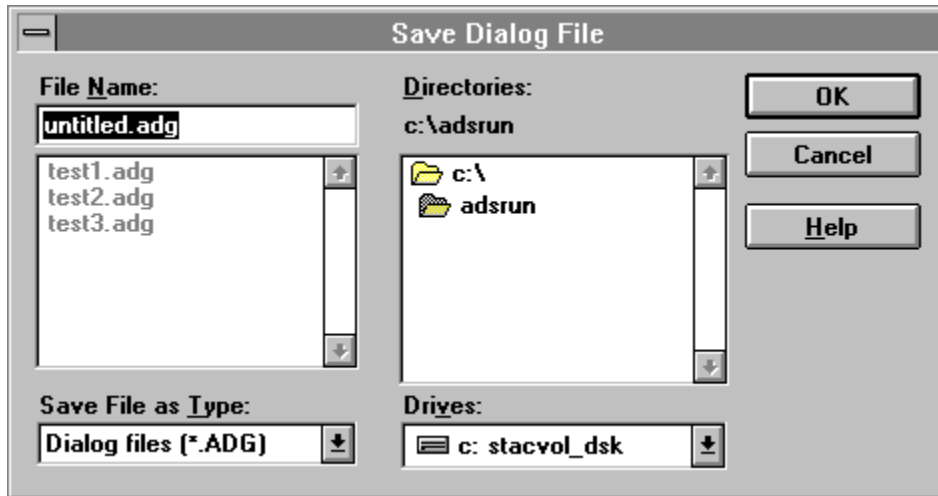 Save Dialog File
File Name:
untitled.adg
test1.adg
test2.adg
test3.adg
Save File as Type:
Dialog files (*.ADG)
Directories:
c:\adsrun
c:\
adsrun
Drives:
c: stacvol_dsk
OK
Cancel
Help